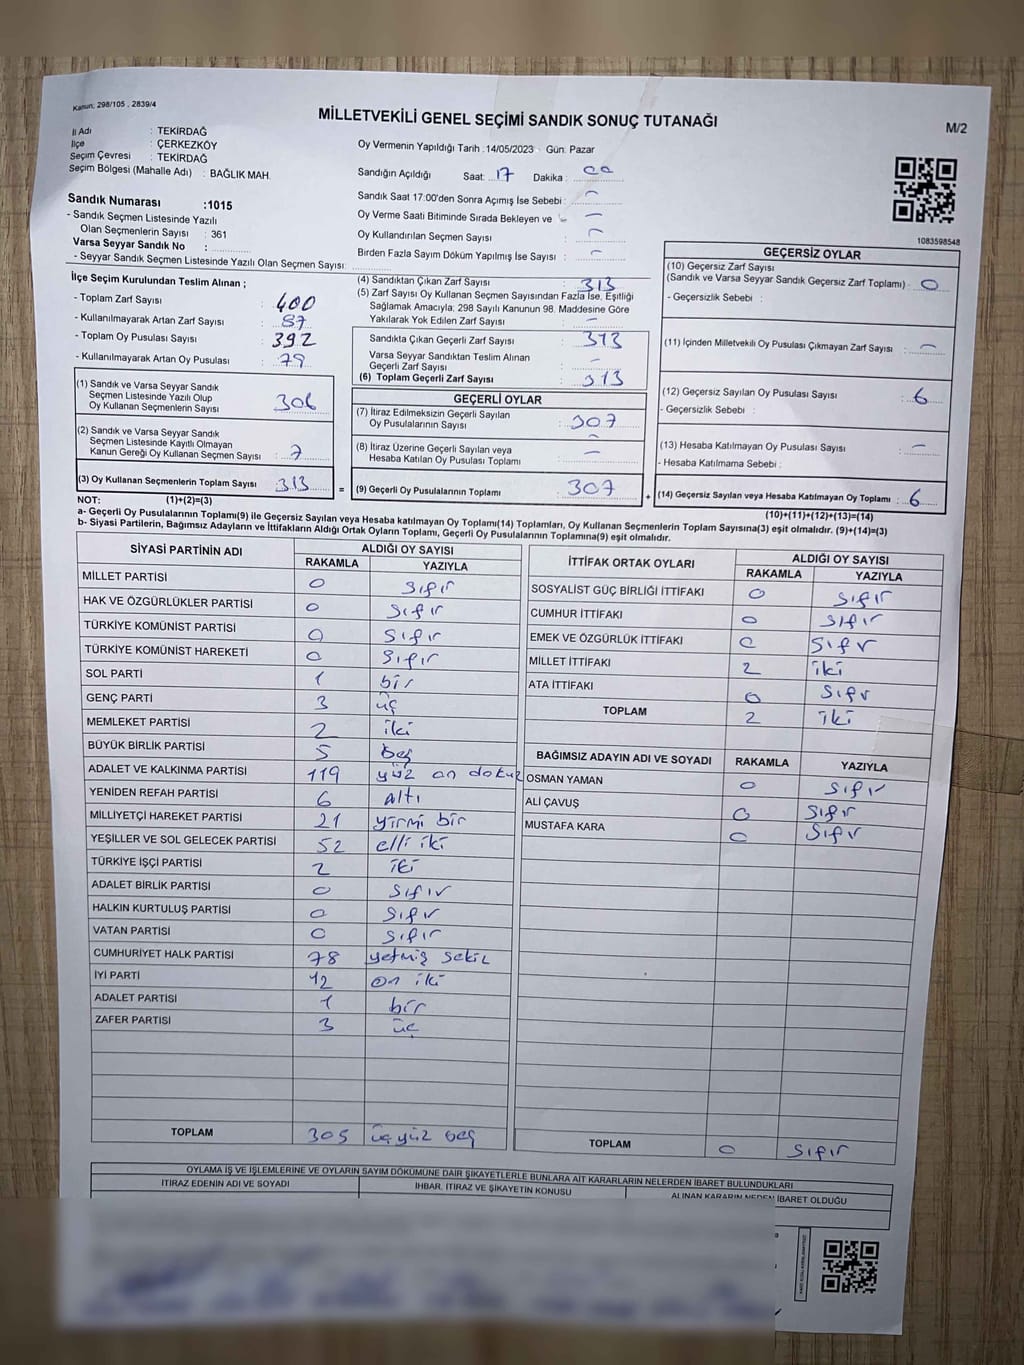 Kanun: 298/105 , 2839/4
MİLLETVEKİLİ GENEL SEÇİMİ SANDIK SONUÇ TUTANAĞI
M/2
İl Adı : TEKİRDAĞ
İlçe : ÇERKEZKÖY
Seçim Çevresi : TEKİRDAĞ
Seçim Bölgesi (Mahalle Adı) : BAĞLIK MAH.
Sandık Numarası :1015
- Sandık Seçmen Listesinde Yazılı
Olan Seçmenlerin Sayısı : 361
Varsa Seyyar Sandık No :
- Seyyar Sandık Seçmen Listesinde Yazılı Olan Seçmen Sayısı:
Oy Vermenin Yapıldığı Tarih :14/05/2023 Gün: Pazar
Sandığın Açıldığı Saat: 17 Dakika : 00
Sandık Saat 17:00'den Sonra Açımış İse Sebebi : -
Oy Verme Saati Bitiminde Sırada Bekleyen ve -
Oy Kullandırılan Seçmen Sayısı : -
Birden Fazla Sayım Döküm Yapılmış İse Sayısı : -
1083598548
İlçe Seçim Kurulundan Teslim Alınan ;
- Toplam Zarf Sayısı : 400
- Kullanılmayarak Artan Zarf Sayısı : 87
- Toplam Oy Pusulası Sayısı : 392
- Kullanılmayarak Artan Oy Pusulası : 79
(1) Sandık ve Varsa Seyyar Sandık
Seçmen Listesinde Yazılı Olup
Oy Kullanan Seçmenlerin Sayısı : 306
(2) Sandık ve Varsa Seyyar Sandık
Seçmen Listesinde Kayıtlı Olmayan
Kanun Gereği Oy Kullanan Seçmen Sayısı : 7
(3) Oy Kullanan Seçmenlerin Toplam Sayısı : 313
(4) Sandıktan Çıkan Zarf Sayısı : 313
(5) Zarf Sayısı Oy Kullanan Seçmen Sayısından Fazla İse, Eşitliği
Sağlamak Amacıyla, 298 Sayılı Kanunun 98. Maddesine Göre
Yakılarak Yok Edilen Zarf Sayısı : -
Sandıkta Çıkan Geçerli Zarf Sayısı : 313
Varsa Seyyar Sandıktan Teslim Alınan
Geçerli Zarf Sayısı : -
(6) Toplam Geçerli Zarf Sayısı : 313
GEÇERLİ OYLAR
(7) İtiraz Edilmeksizin Geçerli Sayılan
Oy Pusulalarının Sayısı : 307
(8) İtiraz Üzerine Geçerli Sayılan veya
Hesaba Katılan Oy Pusulası Toplamı : -
= (9) Geçerli Oy Pusulalarının Toplamı : 307
GEÇERSİZ OYLAR
(10) Geçersiz Zarf Sayısı
(Sandık ve Varsa Seyyar Sandık Geçersiz Zarf Toplamı) : 0
- Geçersizlik Sebebi :
(11) İçinden Milletvekili Oy Pusulası Çıkmayan Zarf Sayısı : -
(12) Geçersiz Sayılan Oy Pusulası Sayısı : 6
- Geçersizlik Sebebi :
(13) Hesaba Katılmayan Oy Pusulası Sayısı : -
- Hesaba Katılmama Sebebi :
+ (14) Geçersiz Sayılan veya Hesaba Katılmayan Oy Toplamı : 6
NOT: (1)+(2)=(3)
(10)+(11)+(12)+(13)=(14)
a- Geçerli Oy Pusulalarının Toplamı(9) ile Geçersiz Sayılan veya Hesaba katılmayan Oy Toplamı(14) Toplamları, Oy Kullanan Seçmenlerin Toplam Sayısına(3) eşit olmalıdır. (9)+(14)=(3)
b- Siyasi Partilerin, Bağımsız Adayların ve İttifakların Aldığı Ortak Oyların Toplamı, Geçerli Oy Pusulalarının Toplamına(9) eşit olmalıdır.
SİYASİ PARTİNİN ADI ALDIĞI OY SAYISI
RAKAMLA YAZIYLA
MİLLET PARTİSİ 0 sıfır
HAK VE ÖZGÜRLÜKLER PARTİSİ 0 sıfır
TÜRKİYE KOMÜNİST PARTİSİ 0 sıfır
TÜRKİYE KOMÜNİST HAREKETİ 0 sıfır
SOL PARTİ 1 bir
GENÇ PARTİ 3 üç
MEMLEKET PARTİSİ 2 iki
BÜYÜK BİRLİK PARTİSİ 5 beş
ADALET VE KALKINMA PARTİSİ 119 yüz on dokuz
YENİDEN REFAH PARTİSİ 6 altı
MİLLİYETÇİ HAREKET PARTİSİ 21 yirmi bir
YEŞİLLER VE SOL GELECEK PARTİSİ 52 elli iki
TÜRKİYE İŞÇİ PARTİSİ 2 iki
ADALET BİRLİK PARTİSİ 0 sıfır
HALKIN KURTULUŞ PARTİSİ 0 sıfır
VATAN PARTİSİ 0 sıfır
CUMHURİYET HALK PARTİSİ 78 yetmiş sekiz
İYİ PARTİ 12 on iki
ADALET PARTİSİ 1 bir
ZAFER PARTİSİ 3 üç
TOPLAM 305 üçyüz beş
İTTİFAK ORTAK OYLARI ALDIĞI OY SAYISI
RAKAMLA YAZIYLA
SOSYALİST GÜÇ BİRLİĞİ İTTİFAKI 0 sıfır
CUMHUR İTTİFAKI 0 sıfır
EMEK VE ÖZGÜRLÜK İTTİFAKI 0 sıfır
MİLLET İTTİFAKI 2 iki
ATA İTTİFAKI 0 sıfır
TOPLAM 2 iki
BAĞIMSIZ ADAYIN ADI VE SOYADI RAKAMLA YAZIYLA
OSMAN YAMAN 0 sıfır
ALİ ÇAVUŞ 0 sıfır
MUSTAFA KARA 0 sıfır
TOPLAM 0 sıfır
OYLAMA İŞ VE İŞLEMLERİNE VE OYLARIN SAYIM DÖKÜMÜNE DAİR ŞİKAYETLERLE BUNLARA AİT KARARLARIN NELERDEN İBARET BULUNDUKLARI
İTİRAZ EDENİN ADI VE SOYADI İHBAR, İTİRAZ VE ŞİKAYETİN KONUSU ALINAN KARARIN NEDEN İBARET OLDUĞU